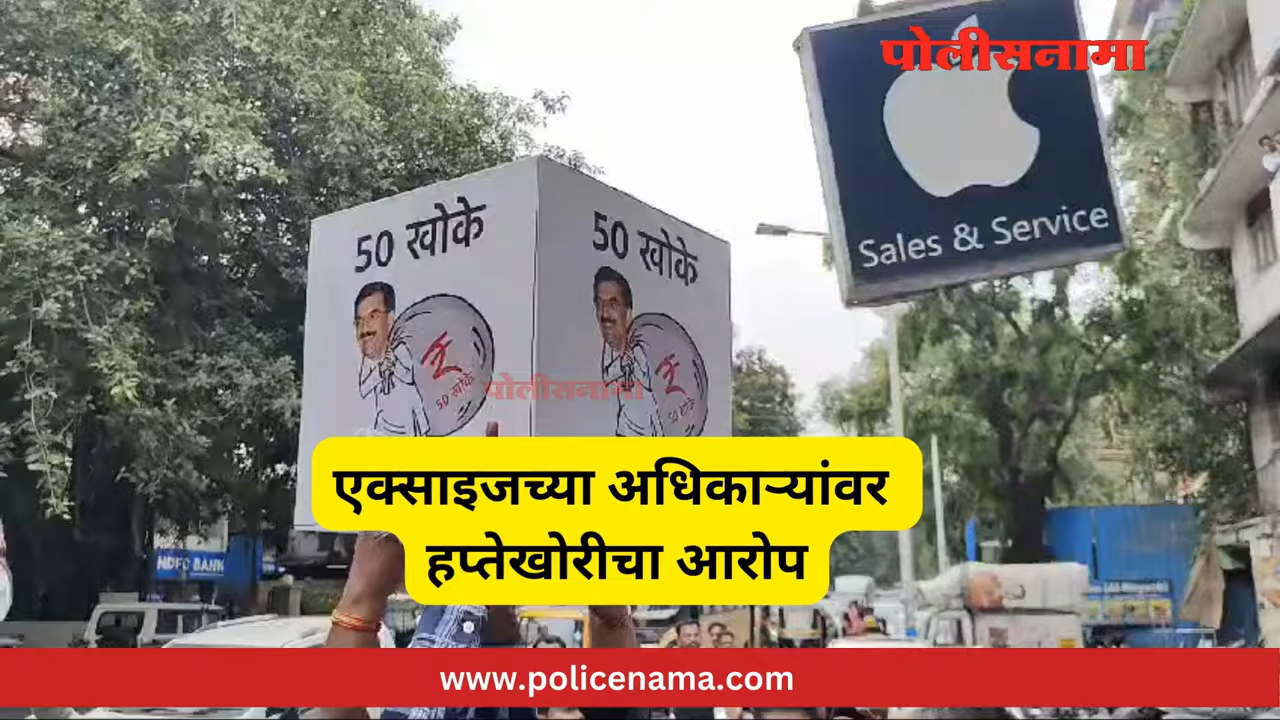 पोलीसनामा
Sales & Service
50 खोके
50 खोके
₹
50 खोके
₹
50 खोके
पोलीसनामा
एक्साइजच्या अधिकाऱ्यांवर
हप्तेखोरीचा आरोप
HDFC BANK
www.policenama.com